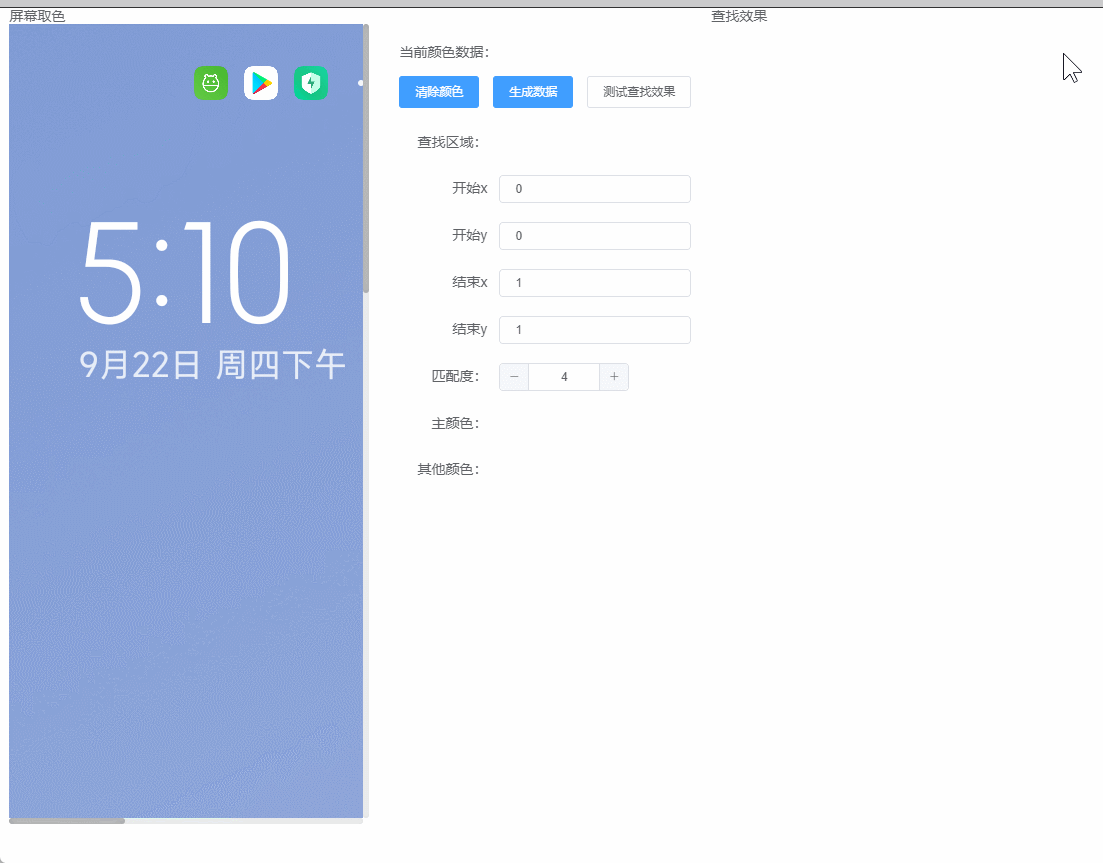 屏幕取色
5:10
9月22日 周四下午
当前颜色数据:
清除颜色 生成数据 测试查找效果
查找区域:
开始x 0
开始y 0
结束x 1
结束y 1
匹配度: − 4 +
主颜色:
其他颜色:
查找效果